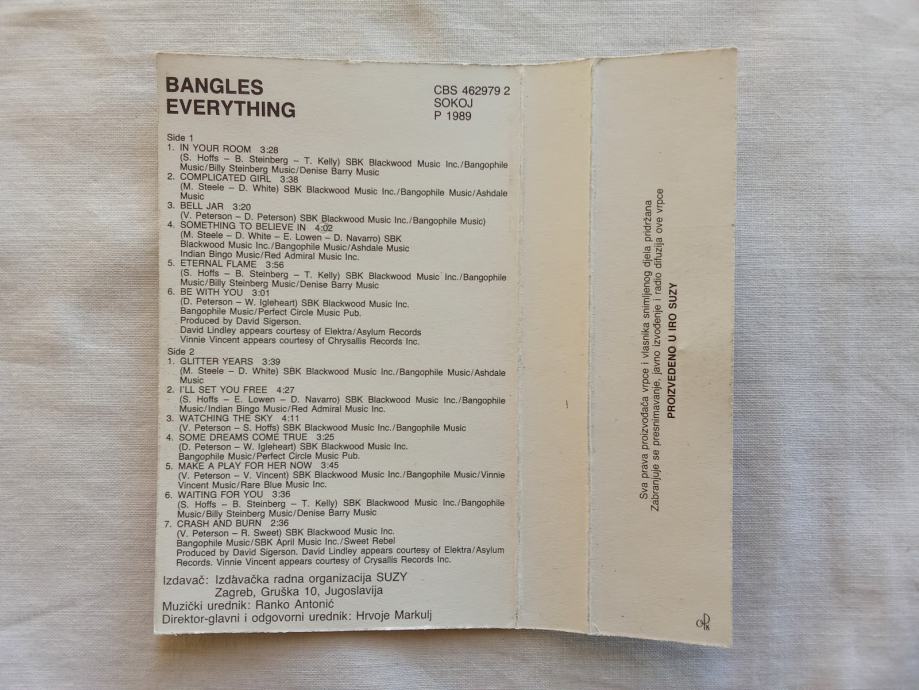 BANGLES
EVERYTHING
CBS 462979 2
SOKOJ
P 1989
Side 1
1. IN YOUR ROOM 3:28
(S. Hoffs – B. Steinberg – T. Kelly) SBK Blackwood Music Inc./Bangophile
Music/Billy Steinberg Music/Denise Barry Music
2. COMPLICATED GIRL 3:38
(M. Steele – D. White) SBK Blackwood Music Inc./Bangophile Music/Ashdale
Music
3. BELL JAR 3:20
(V. Peterson – D. Peterson) SBK Blackwood Music Inc./Bangophile Music)
4. SOMETHING TO BELIEVE IN 4:02
(M. Steele – D. White – E. Lowen – D. Navarro) SBK
Blackwood Music Inc./Bangophile Music/Ashdale Music
Indian Bingo Music/Red Admiral Music Inc.
5. ETERNAL FLAME 3:56
(S. Hoffs – B. Steinberg – T. Kelly) SBK Blackwood Music Inc./Bangophile
Music/Billy Steinberg Music/Denise Barry Music
6. BE WITH YOU 3:01
(D. Peterson – W. Igleheart) SBK Blackwood Music Inc.
Bangophile Music/Perfect Circle Music Pub.
Produced by David Sigerson.
David Lindley appears courtesy of Elektra/Asylum Records
Vinnie Vincent appears courtesy of Chrysallis Records Inc.
Side 2
1. GLITTER YEARS 3:39
(M. Steele – D. White) SBK Blackwood Music Inc./Bangophile Music/Ashdale
Music
2. I'LL SET YOU FREE 4:27
(S. Hoffs – E. Lowen – D. Navarro) SBK Blackwood Music Inc./Bangophile
Music/Indian Bingo Music/Red Admiral Music Inc.
3. WATCHING THE SKY 4:11
(V. Peterson – S. Hoffs) SBK Blackwood Music Inc./Bangophile Music
4. SOME DREAMS COME TRUE 3:25
(D. Peterson – W. Igleheart) SBK Blackwood Music Inc.
Bangophile Music/Perfect Circle Music Pub.
5. MAKE A PLAY FOR HER NOW 3:45
(V. Peterson – V. Vincent) SBK Blackwood Music Inc./Bangophile Music/Vinnie
Vincent Music/Rare Blue Music Inc.
6. WAITING FOR YOU 3:36
(S. Hoffs – B. Steinberg – T. Kelly) SBK Blackwood Music Inc./Bangophile
Music/Billy Steinberg Music/Denise Barry Music
7. CRASH AND BURN 2:36
(V. Peterson – R. Sweet) SBK Blackwood Music Inc.
Bangophile Music/SBK April Music Inc./Sweet Rebel
Produced by David Sigerson. David Lindley appears courtesy of Elektra/Asylum
Records. Vinnie Vincent appears courtesy of Crysallis Records Inc.
Izdavač: Izdavačka radna organizacija SUZY
Zagreb, Gruška 10, Jugoslavija
Muzički urednik: Ranko Antonić
Direktor-glavni i odgovorni urednik: Hrvoje Markulj
Sva prava proizvođača vrpce i vlasnika snimljenog djela pridržana
Zabranjuje se presnimavanje, javno izvođenje i radio difuzija ove vrpce
PROIZVEDENO U IRO SUZY